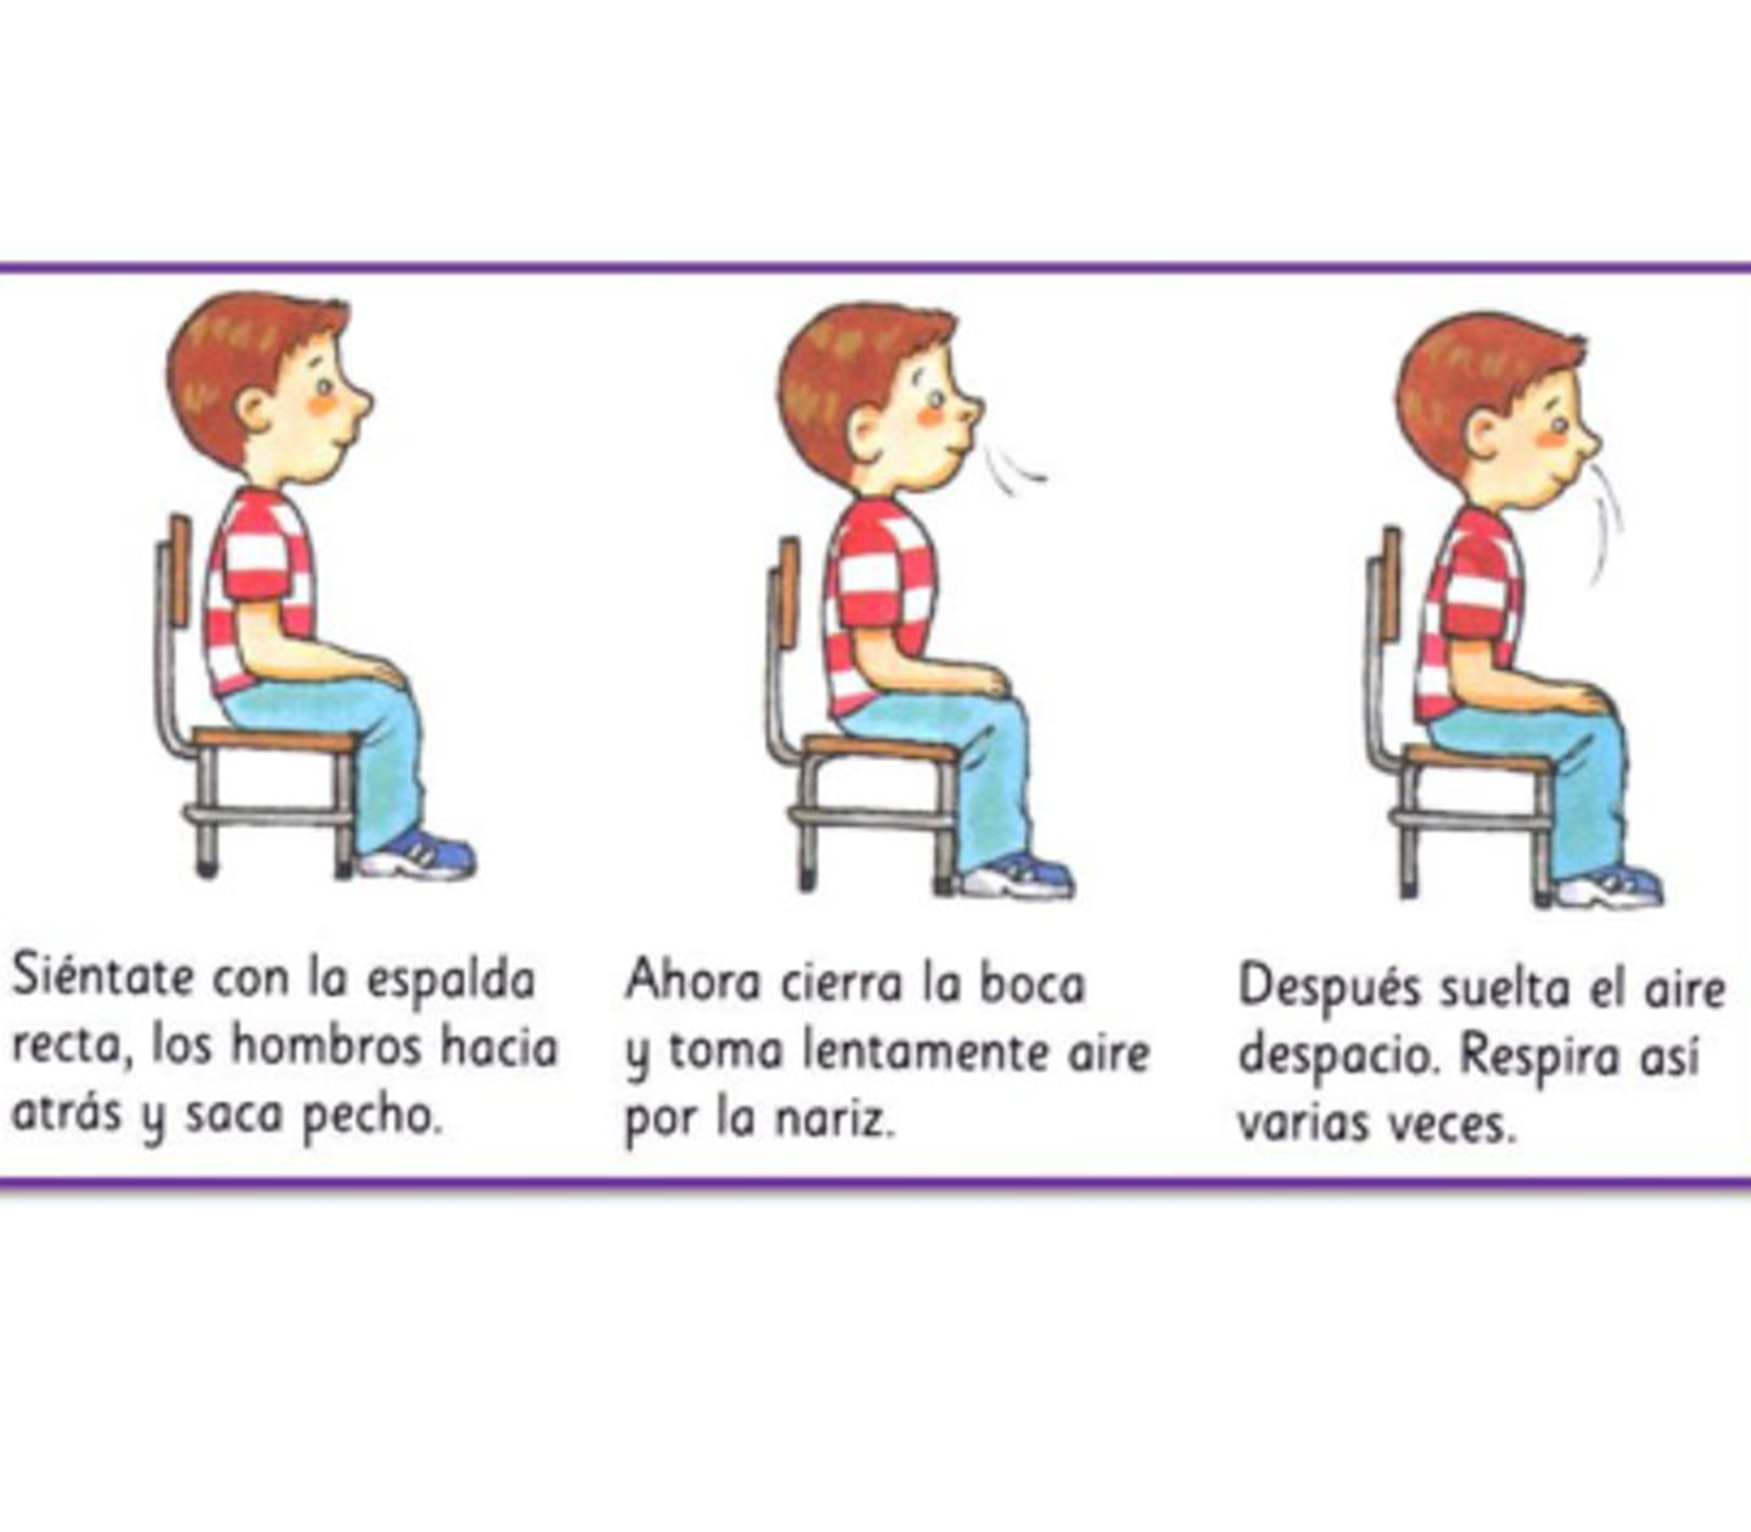 Siéntate con la espalda
recta, los hombros hacia
atrás y saca pecho.
Ahora cierra la boca
y toma lentamente aire
por la nariz.
Después suelta el aire
despacio. Respira así
varias veces.